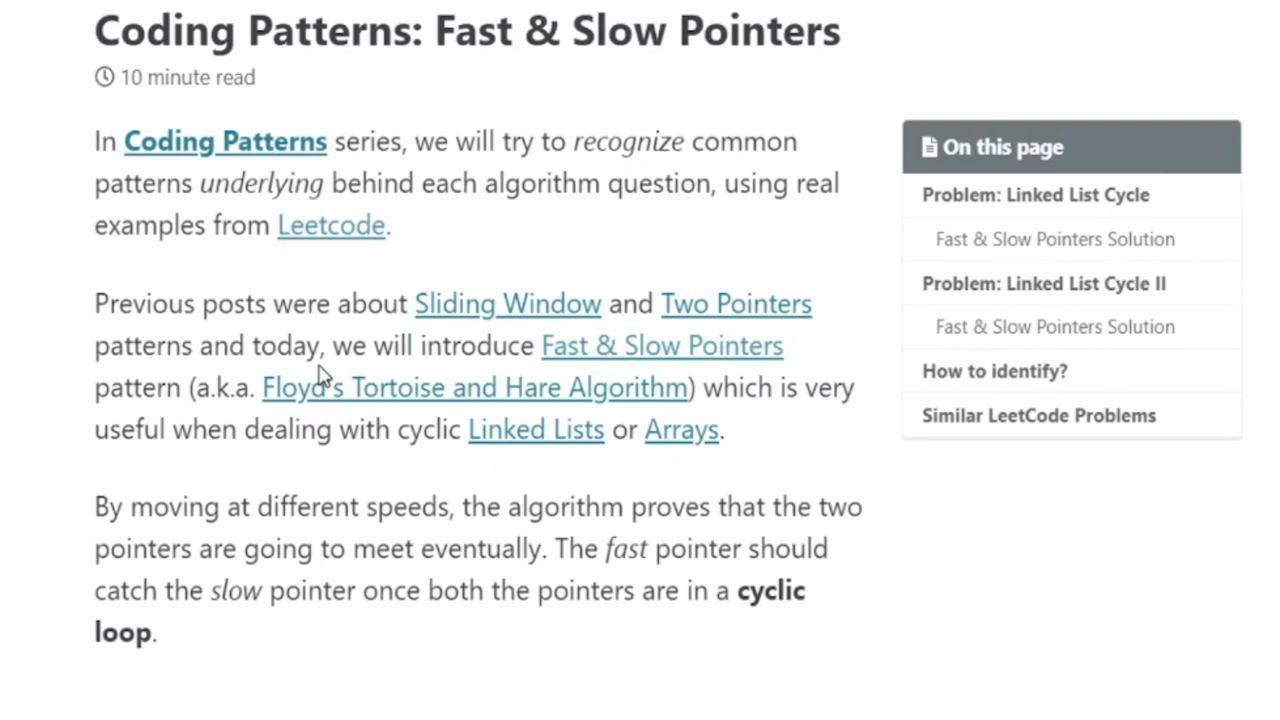 Coding Patterns: Fast & Slow Pointers
10 minute read
In Coding Patterns series, we will try to recognize common
patterns underlying behind each algorithm question, using real
examples from Leetcode.
Previous posts were about Sliding Window and Two Pointers
patterns and today, we will introduce Fast & Slow Pointers
pattern (a.k.a. Floyd's Tortoise and Hare Algorithm) which is very
useful when dealing with cyclic Linked Lists or Arrays.
By moving at different speeds, the algorithm proves that the two
pointers are going to meet eventually. The fast pointer should
catch the slow pointer once both the pointers are in a cyclic
loop.
On this page
Problem: Linked List Cycle
Fast & Slow Pointers Solution
Problem: Linked List Cycle II
Fast & Slow Pointers Solution
How to identify?
Similar LeetCode Problems